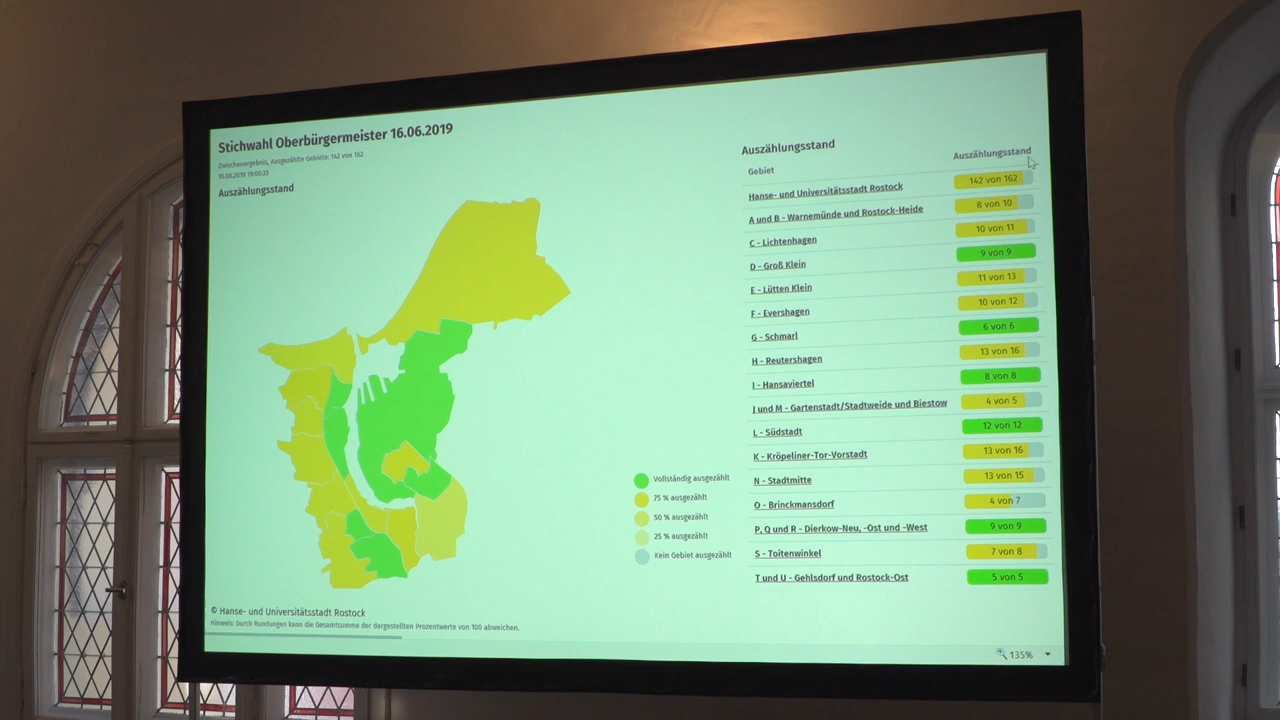 Stichwahl Oberbürgermeister 16.06.2019
Zwischenergebnis, Ausgezählte Gebiete: 142 von 162
16.06.2019 19:00:23
Auszählungsstand
Auszählungsstand
Gebiet Auszählungsstand
Hanse- und Universitätsstadt Rostock 142 von 162
A und B - Warnemünde und Rostock-Heide 8 von 10
C - Lichtenhagen 10 von 11
D - Groß Klein 9 von 9
E - Lütten Klein 11 von 13
F - Evershagen 10 von 12
G - Schmarl 6 von 6
H - Reutershagen 13 von 16
I - Hansaviertel 8 von 8
J und M - Gartenstadt/Stadtweide und Biestow 4 von 5
L - Südstadt 12 von 12
K - Kröpeliner-Tor-Vorstadt 13 von 16
N - Stadtmitte 13 von 15
O - Brinckmansdorf 4 von 7
P, Q und R - Dierkow-Neu, -Ost und -West 9 von 9
S - Toitenwinkel 7 von 8
T und U - Gehlsdorf und Rostock-Ost 5 von 5
Vollständig ausgezählt
75 % ausgezählt
50 % ausgezählt
25 % ausgezählt
Kein Gebiet ausgezählt
© Hanse- und Universitätsstadt Rostock
Hinweis: Durch Rundungen kann die Gesamtsumme der dargestellten Prozentwerte von 100 abweichen.
135%